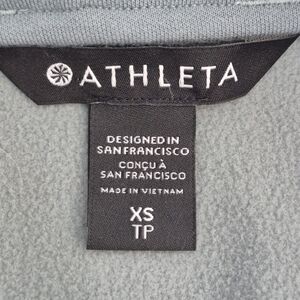 ATHLETA
DESIGNED IN
SAN FRANCISCO
CONÇU À
SAN FRANCISCO
MADE IN VIETNAM
XS
TP